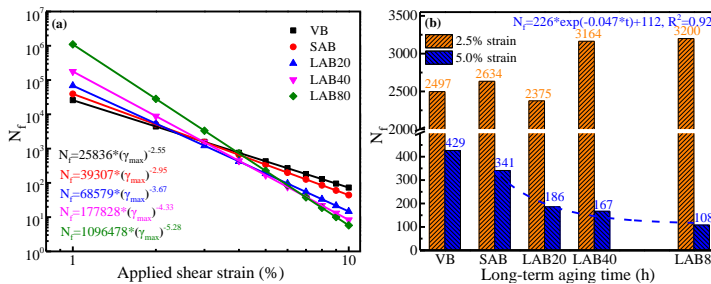 (a)
VB
SAB
LAB20
LAB40
LAB80
10^7
10^6
10^5
10^4
10^3
10^2
10^1
10^0
N_f
N_f=25836*(γ_max)^-2.55
N_f=39307*(γ_max)^-2.95
N_f=68579*(γ_max)^-3.67
N_f=177828*(γ_max)^-4.33
N_f=1096478*(γ_max)^-5.28
1
10
Applied shear strain (%)
(b)
N_f=226*exp(-0.047*t)+112, R^2=0.92
2.5% strain
5.0% strain
3500
3000
2500
2000
400
300
200
100
0
N_f
2497
2634
2375
3164
3200
429
341
186
167
108
VB
SAB
LAB20
LAB40
LAB8
Long-term aging time (h)